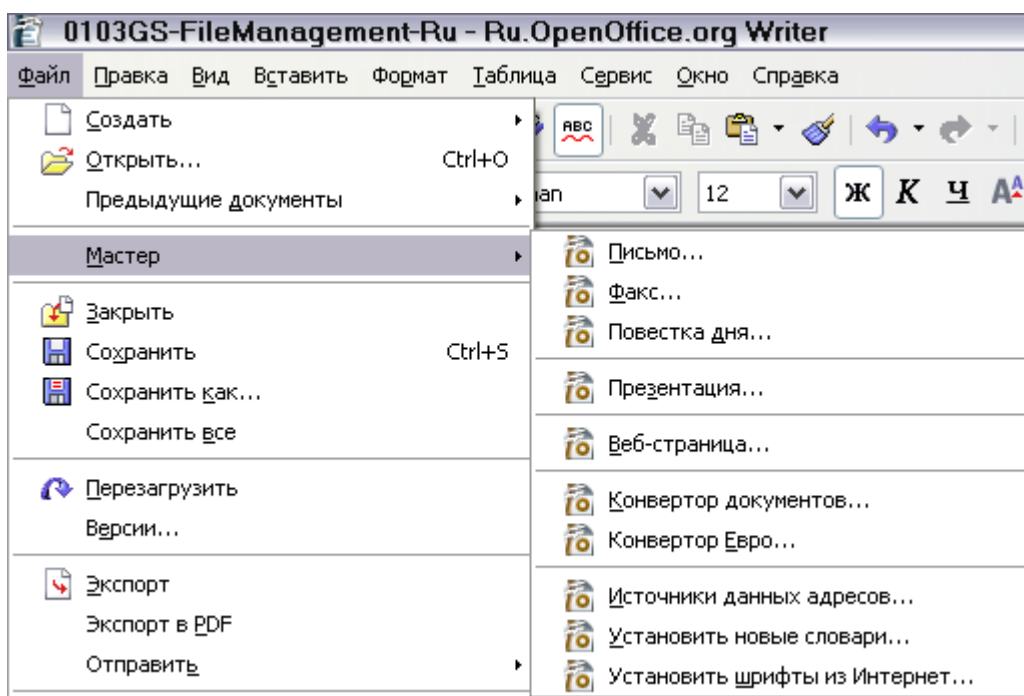 0103GS-FileManagement-Ru - Ru.OpenOffice.org Writer
Файл Правка Вид Вставить Формат Таблица Сервис Окно Справка
Создать
Открыть... Ctrl+O
Предыдущие документы
Мастер
Закрыть
Сохранить Ctrl+S
Сохранить как...
Сохранить все
Перезагрузить
Версии...
Экспорт
Экспорт в PDF
Отправить
ABC
an 12 Ж К Ч А
Письмо...
Факс...
Повестка дня...
Презентация...
Веб-страница...
Конвертор документов...
Конвертор Евро...
Источники данных адресов...
Установить новые словари...
Установить шрифты из Интернет...